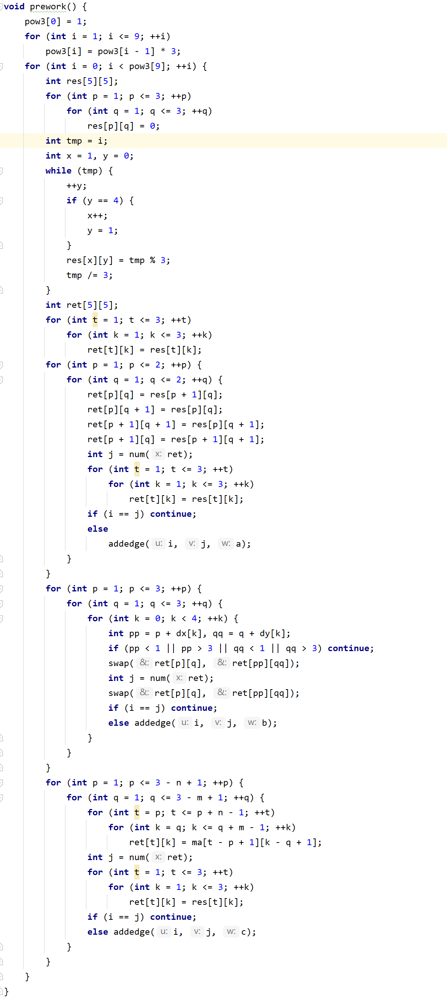 void prework() {
    pow3[0] = 1;
    for (int i = 1; i <= 9; ++i)
        pow3[i] = pow3[i - 1] * 3;
    for (int i = 0; i < pow3[9]; ++i) {
        int res[5][5];
        for (int p = 1; p <= 3; ++p)
            for (int q = 1; q <= 3; ++q)
                res[p][q] = 0;
        int tmp = i;
        int x = 1, y = 0;
        while (tmp) {
            ++y;
            if (y == 4) {
                x++;
                y = 1;
            }
            res[x][y] = tmp % 3;
            tmp /= 3;
        }
        int ret[5][5];
        for (int t = 1; t <= 3; ++t)
            for (int k = 1; k <= 3; ++k)
                ret[t][k] = res[t][k];
        for (int p = 1; p <= 2; ++p) {
            for (int q = 1; q <= 2; ++q) {
                ret[p][q] = res[p + 1][q];
                ret[p][q + 1] = res[p][q];
                ret[p + 1][q + 1] = res[p][q + 1];
                ret[p + 1][q] = res[p + 1][q + 1];
                int j = num( x: ret);
                for (int t = 1; t <= 3; ++t)
                    for (int k = 1; k <= 3; ++k)
                        ret[t][k] = res[t][k];
                if (i == j) continue;
                else
                    addedge( u: i, v: j, w: a);
            }
        }
        for (int p = 1; p <= 3; ++p) {
            for (int q = 1; q <= 3; ++q) {
                for (int k = 0; k < 4; ++k) {
                    int pp = p + dx[k], qq = q + dy[k];
                    if (pp < 1 || pp > 3 || qq < 1 || qq > 3) continue;
                    swap( &: ret[p][q], &: ret[pp][qq]);
                    int j = num( x: ret);
                    swap( &: ret[p][q], &: ret[pp][qq]);
                    if (i == j) continue;
                    else addedge( u: i, v: j, w: b);
                }
            }
        }
        for (int p = 1; p <= 3 - n + 1; ++p) {
            for (int q = 1; q <= 3 - m + 1; ++q) {
                for (int t = p; t <= p + n - 1; ++t)
                    for (int k = q; k <= q + m - 1; ++k)
                        ret[t][k] = ma[t - p + 1][k - q + 1];
                int j = num( x: ret);
                for (int t = 1; t <= 3; ++t)
                    for (int k = 1; k <= 3; ++k)
                        ret[t][k] = res[t][k];
                if (i == j) continue;
                else addedge( u: i, v: j, w: c);
            }
        }
    }
}